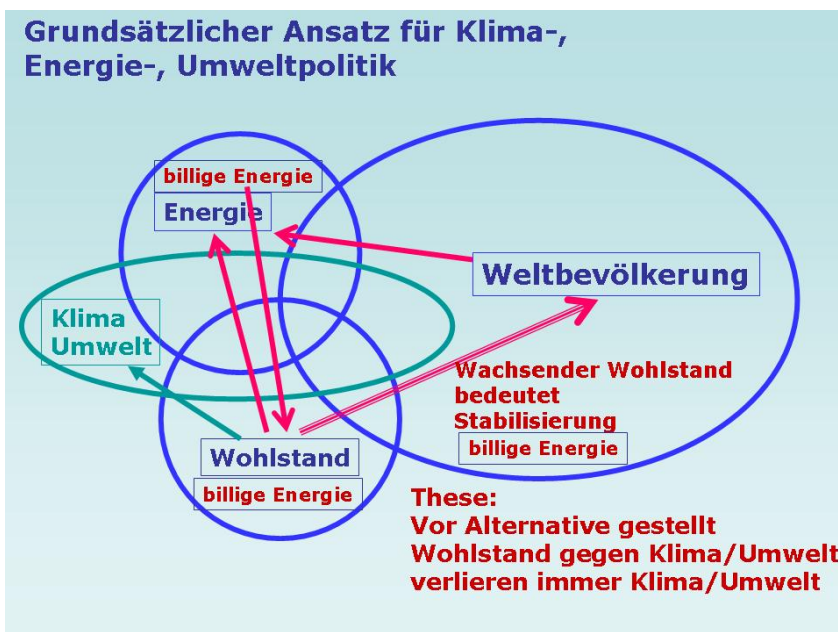 Grundsätzlicher Ansatz für Klima-,
Energie-, Umweltpolitik
billige Energie
Energie
Weltbevölkerung
Klima
Umwelt
Wachsender Wohlstand
bedeutet
Stabilisierung
billige Energie
Wohlstand
billige Energie
These:
Vor Alternative gestellt
Wohlstand gegen Klima/Umwelt
verlieren immer Klima/Umwelt